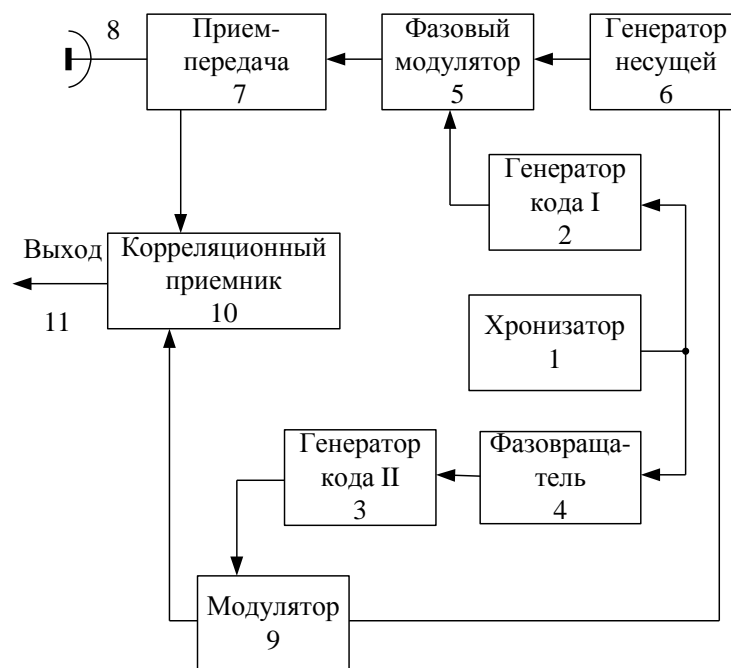 8
Прием-
передача
7
Фазовый
модулятор
5
Генератор
несущей
6
Генератор
кода I
2
Выход
11
Корреляционный
приемник
10
Хронизатор
1
Генератор
кода II
3
Фазовраща-
тель
4
Модулятор
9